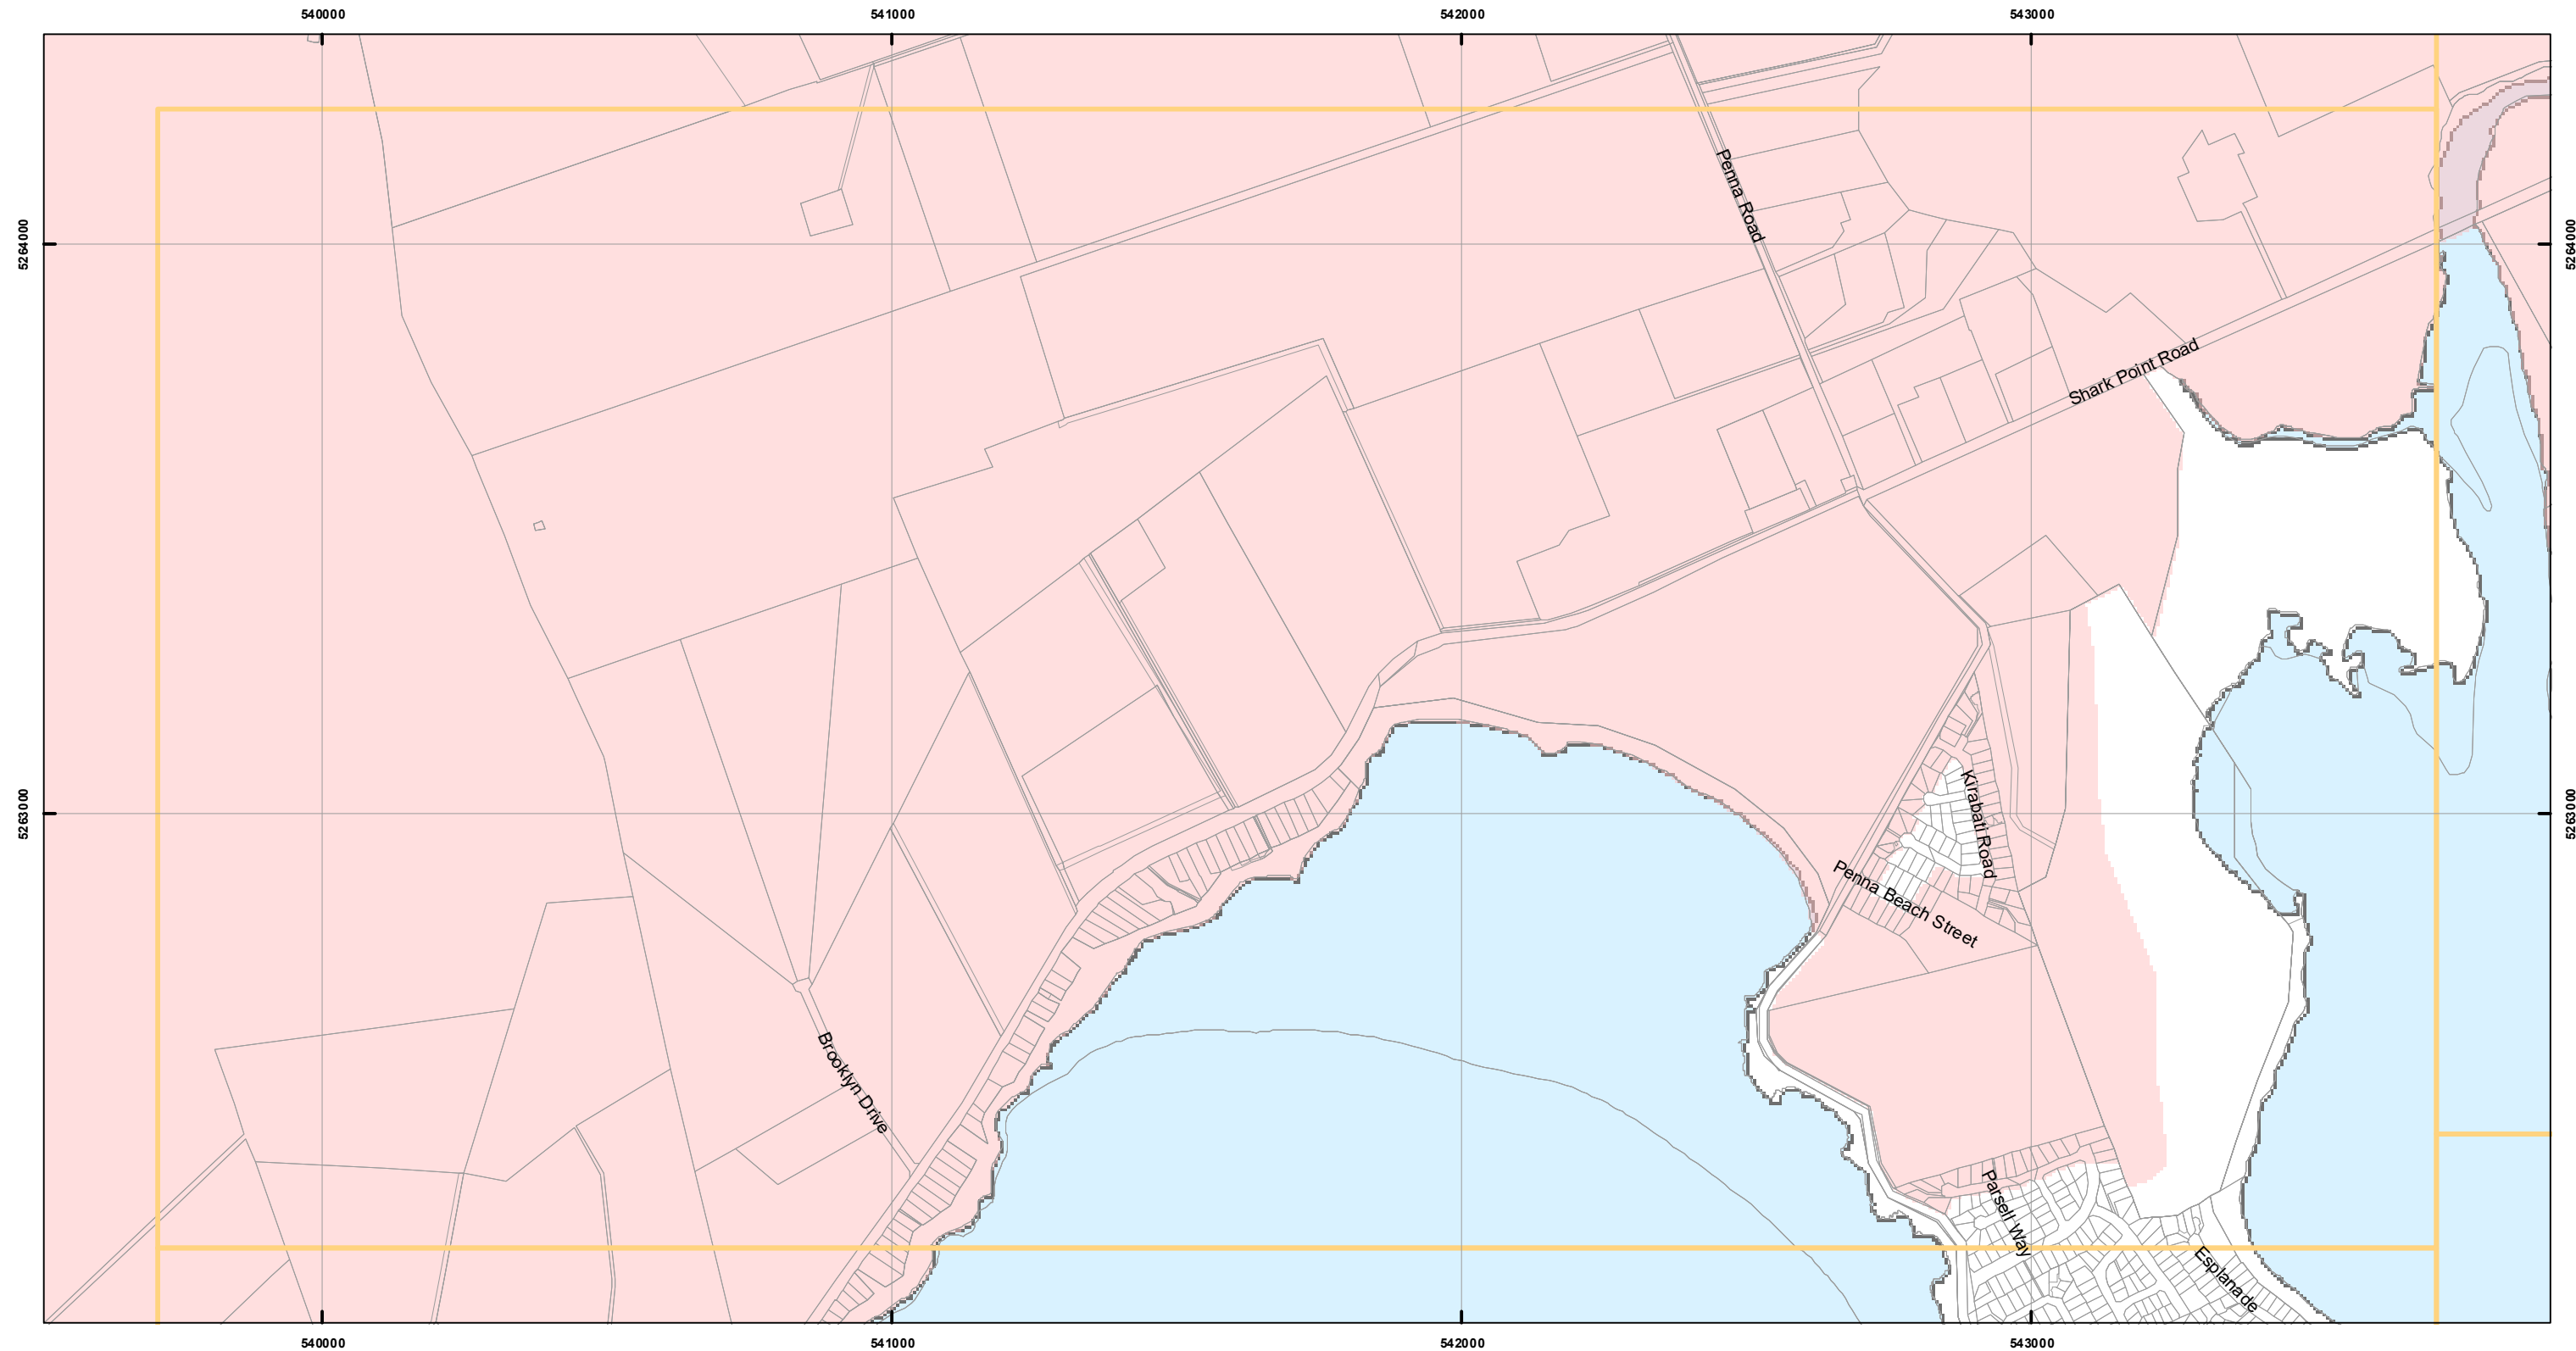 540000
541000
542000
543000
Penna Road
5264000
5264000
Shark Point Road
Kirabati Road
5263000
5263000
Penna Beach Street
Brooklyn Drive
Parsell Way
Esplanade
540000
541000
542000
543000